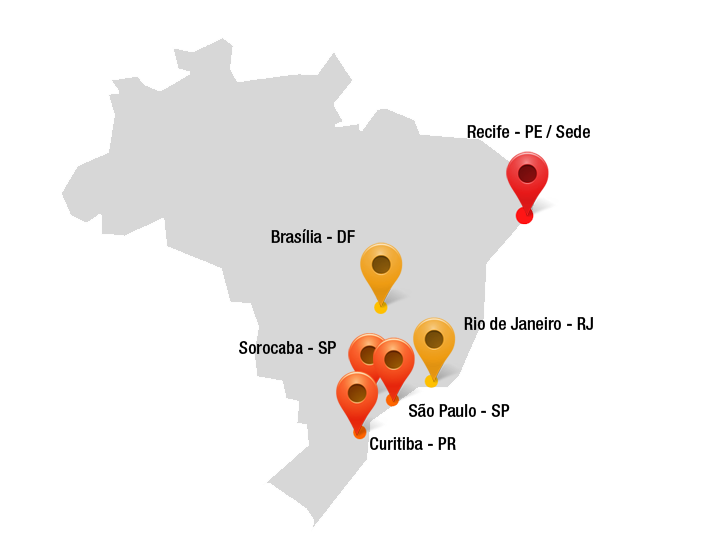 Recife - PE / Sede
Brasília - DF
Rio de Janeiro - RJ
Sorocaba - SP
São Paulo - SP
Curitiba - PR